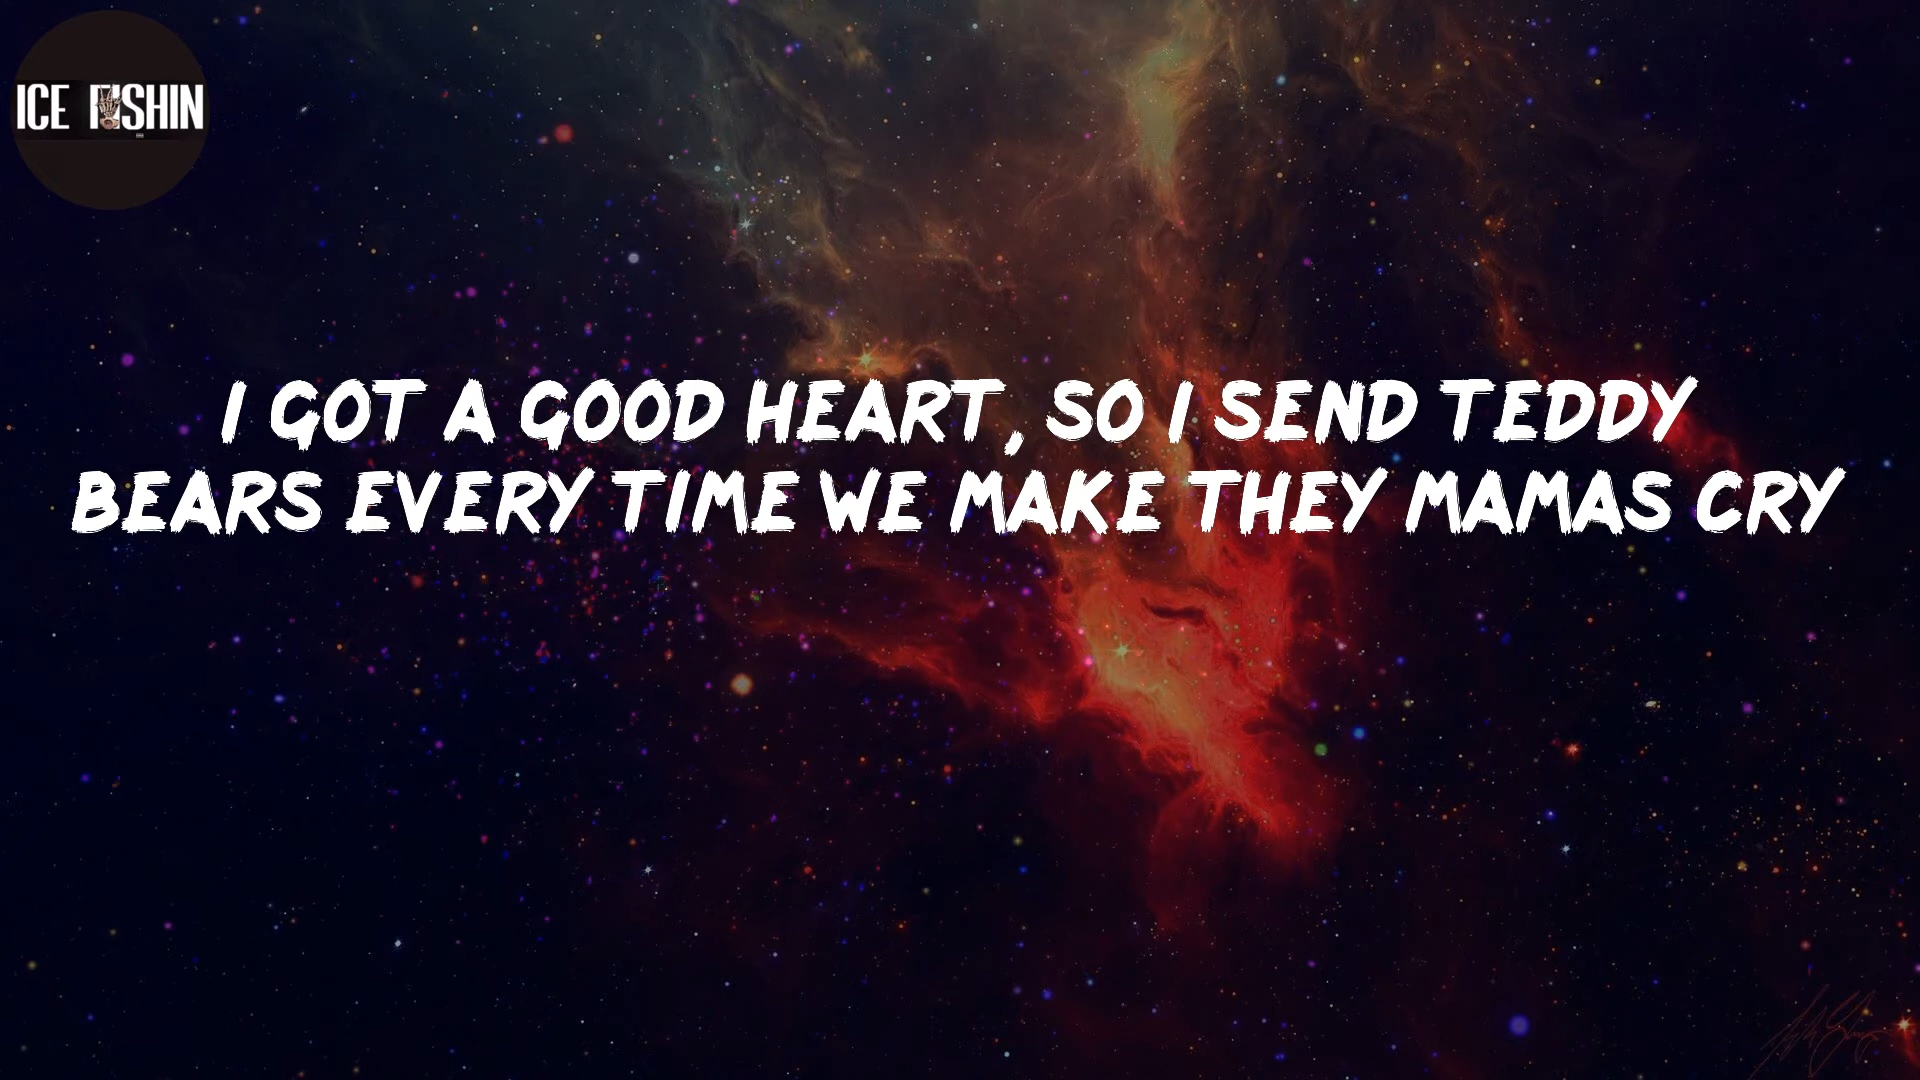 ICE FISHIN
I GOT A GOOD HEART, SO I SEND TEDDY
BEARS EVERY TIME WE MAKE THEY MAMAS CRY